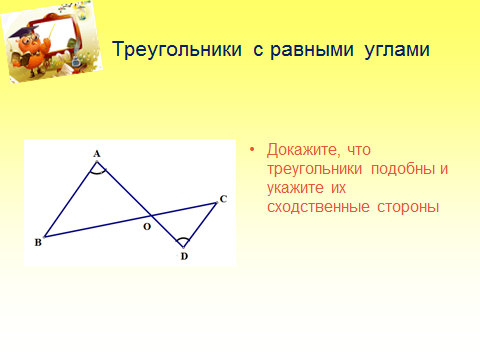 Треугольники с равными углами
• Докажите, что
треугольники подобны и
укажите их
сходственные стороны
A
C
O
B
D